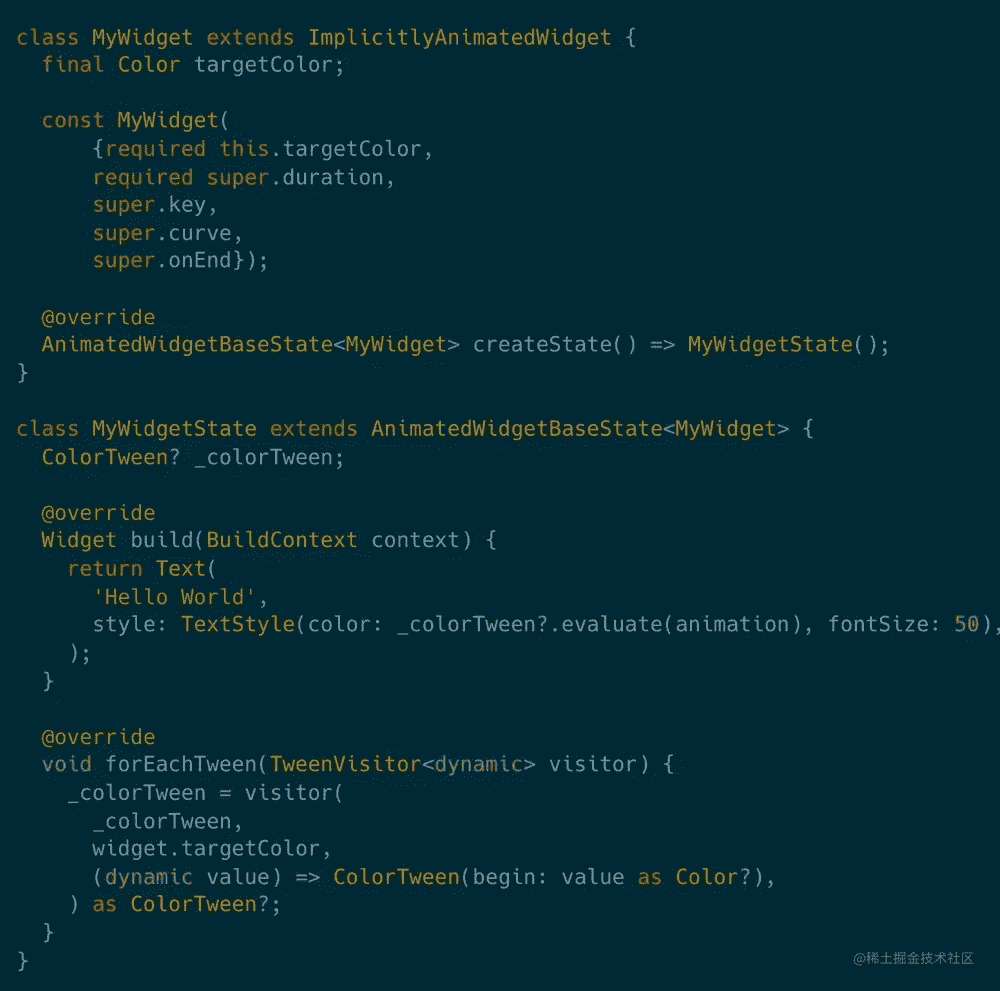 class MyWidget extends ImplicitlyAnimatedWidget {
  final Color targetColor;

  const MyWidget(
      {required this.targetColor,
      required super.duration,
      super.key,
      super.curve,
      super.onEnd});

  @override
  AnimatedWidgetBaseState<MyWidget> createState() => MyWidgetState();
}

class MyWidgetState extends AnimatedWidgetBaseState<MyWidget> {
  ColorTween? _colorTween;

  @override
  Widget build(BuildContext context) {
    return Text(
      'Hello World',
      style: TextStyle(color: _colorTween?.evaluate(animation), fontSize: 50),
    );
  }

  @override
  void forEachTween(TweenVisitor<dynamic> visitor) {
    _colorTween = visitor(
      _colorTween,
      widget.targetColor,
      (dynamic value) => ColorTween(begin: value as Color?),
    ) as ColorTween?;
  }
}
@稀土掘金技术社区